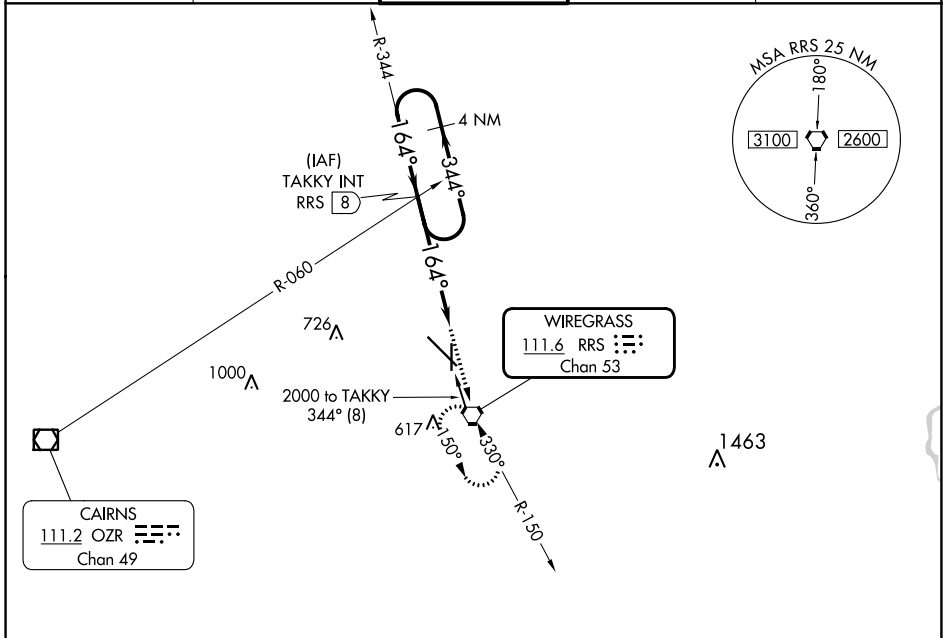 R-344
MSA RRS 25 NM
180°
3100
2600
360°
4 NM
164°
344°
(IAF)
TAKKY INT
RRS 8
164°
R-060
726
1000
WIREGRASS
111.6 RRS
Chan 53
2000 to TAKKY
344° (8)
617
150°
330°
R-150
1463
CAIRNS
111.2 OZR
Chan 49